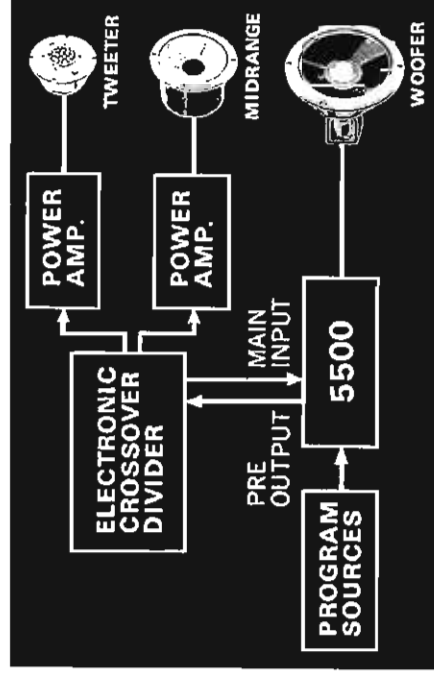 TWEETER
MIDRANGE
WOOFER
POWER
AMP.
POWER
AMP.
ELECTRONIC
CROSSOVER
DIVIDER
PRE
OUTPUT
MAIN
INPUT
5500
PROGRAM
SOURCES